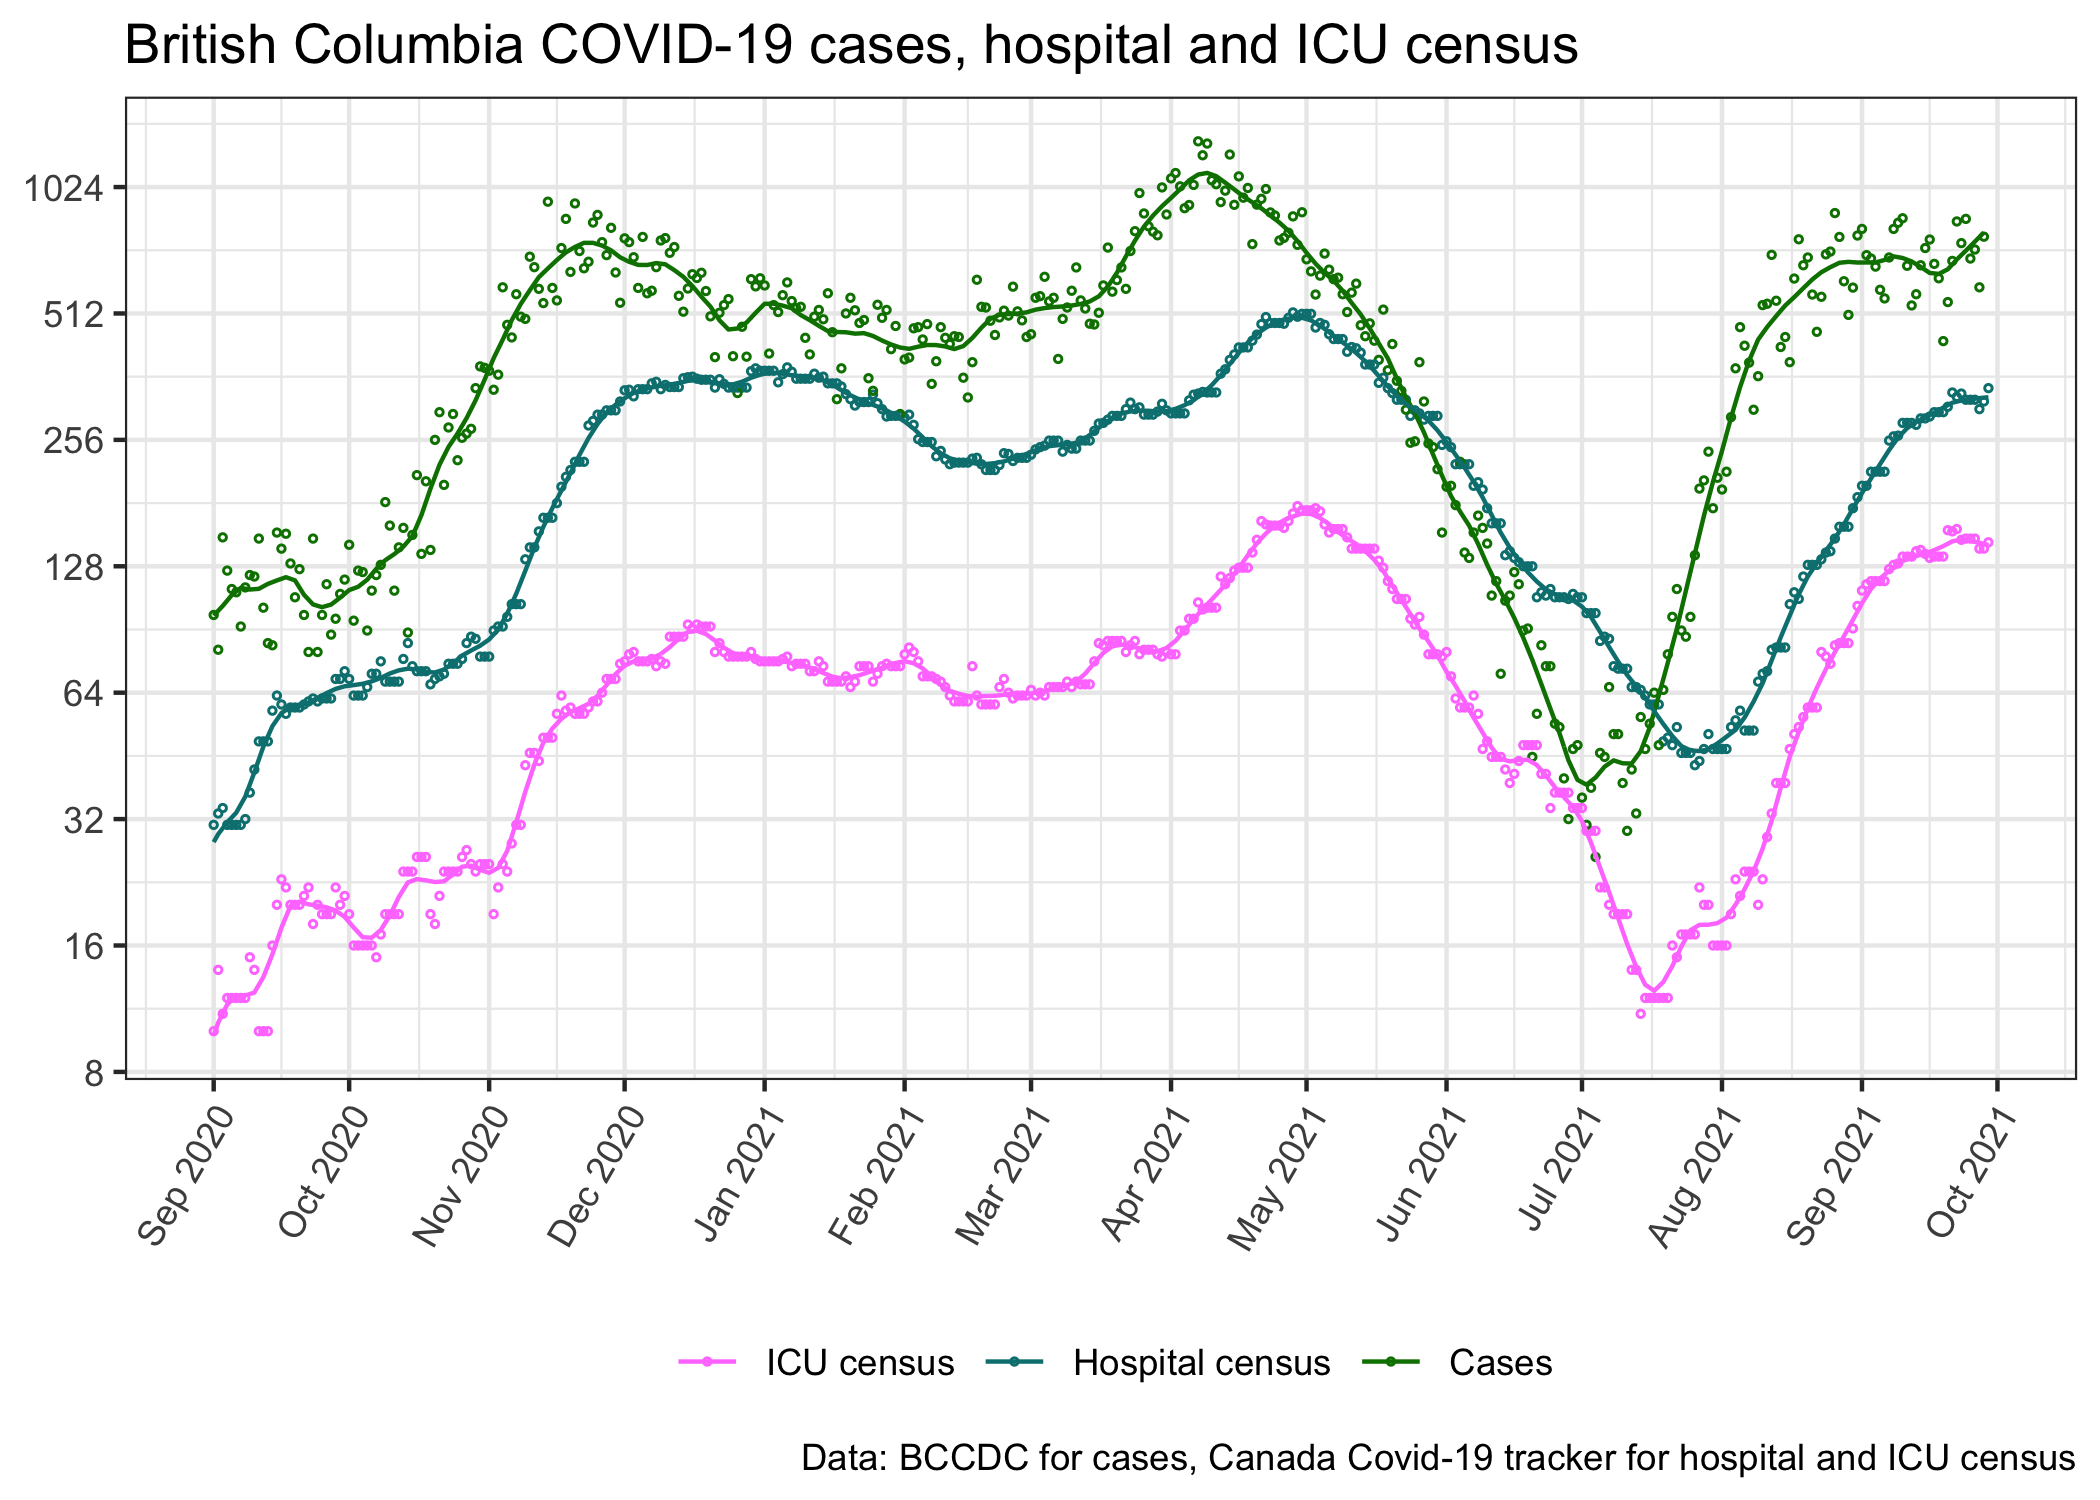 British Columbia COVID-19 cases, hospital and ICU census
1024
512
256
128
64
32
16
8
Sep 2020
Oct 2020
Nov 2020
Dec 2020
Jan 2021
Feb 2021
Mar 2021
Apr 2021
May 2021
Jun 2021
Jul 2021
Aug 2021
Sep 2021
Oct 2021
ICU census
Hospital census
Cases
Data: BCCDC for cases, Canada Covid-19 tracker for hospital and ICU census